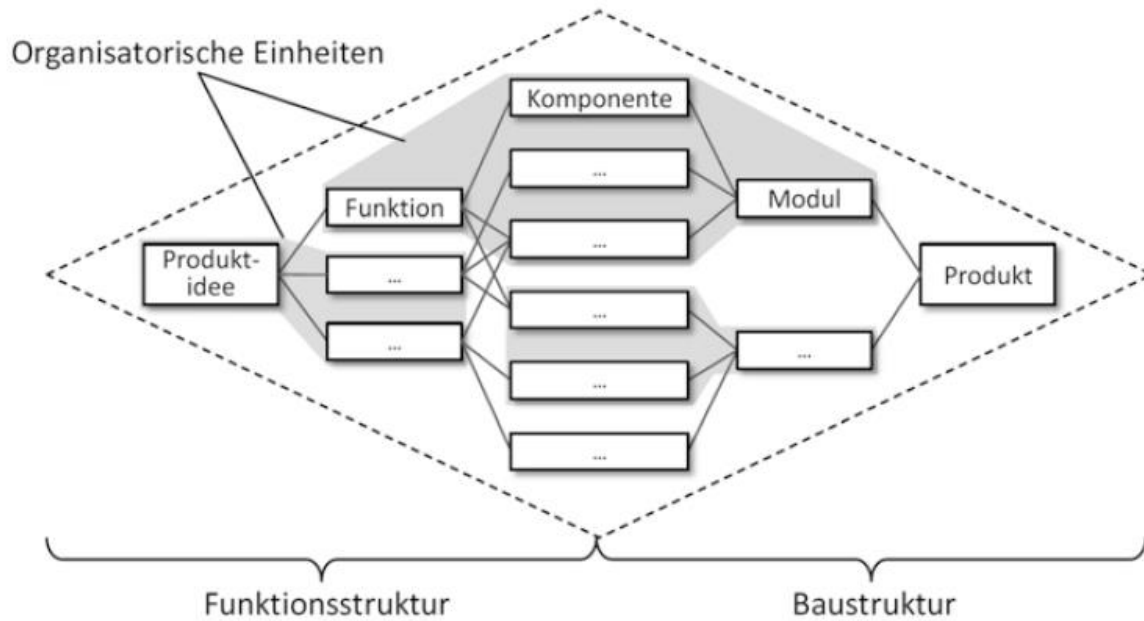 Organisatorische Einheiten
Komponente
...
Funktion
Modul
...
Produkt-
idee
...
Produkt
...
...
...
...
...
Funktionsstruktur
Baustruktur